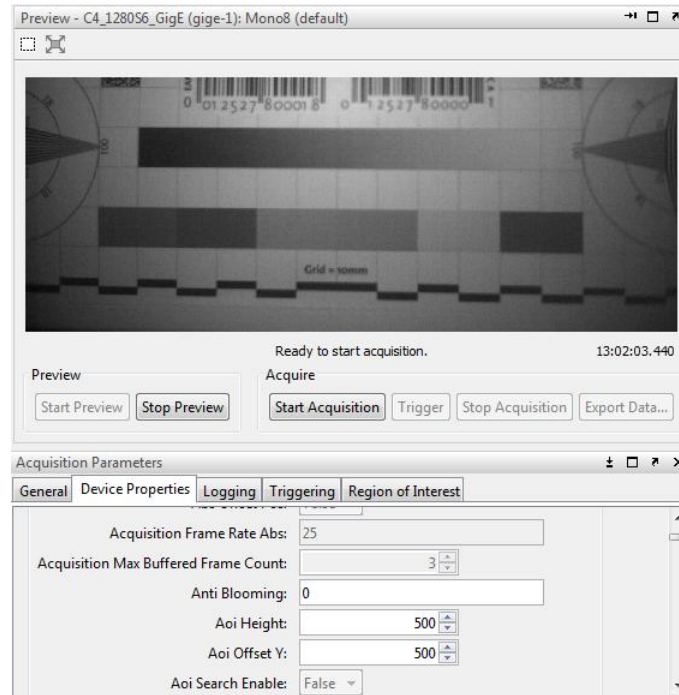 Preview - C4_1280S6_GigE (gige-1): Mono8 (default)
0 012527 80001 8 0 12527 80000 1
100 100
Grid = 10mm
Ready to start acquisition. 13:02:03.440
Preview Acquire
Start Preview Stop Preview Start Acquisition Trigger Stop Acquisition Export Data...
Acquisition Parameters
General Device Properties Logging Triggering Region of Interest
Acquisition Frame Rate Abs: 25
Acquisition Max Buffered Frame Count: 3
Anti Blooming: 0
Aoi Height: 500
Aoi Offset Y: 500
Aoi Search Enable: False